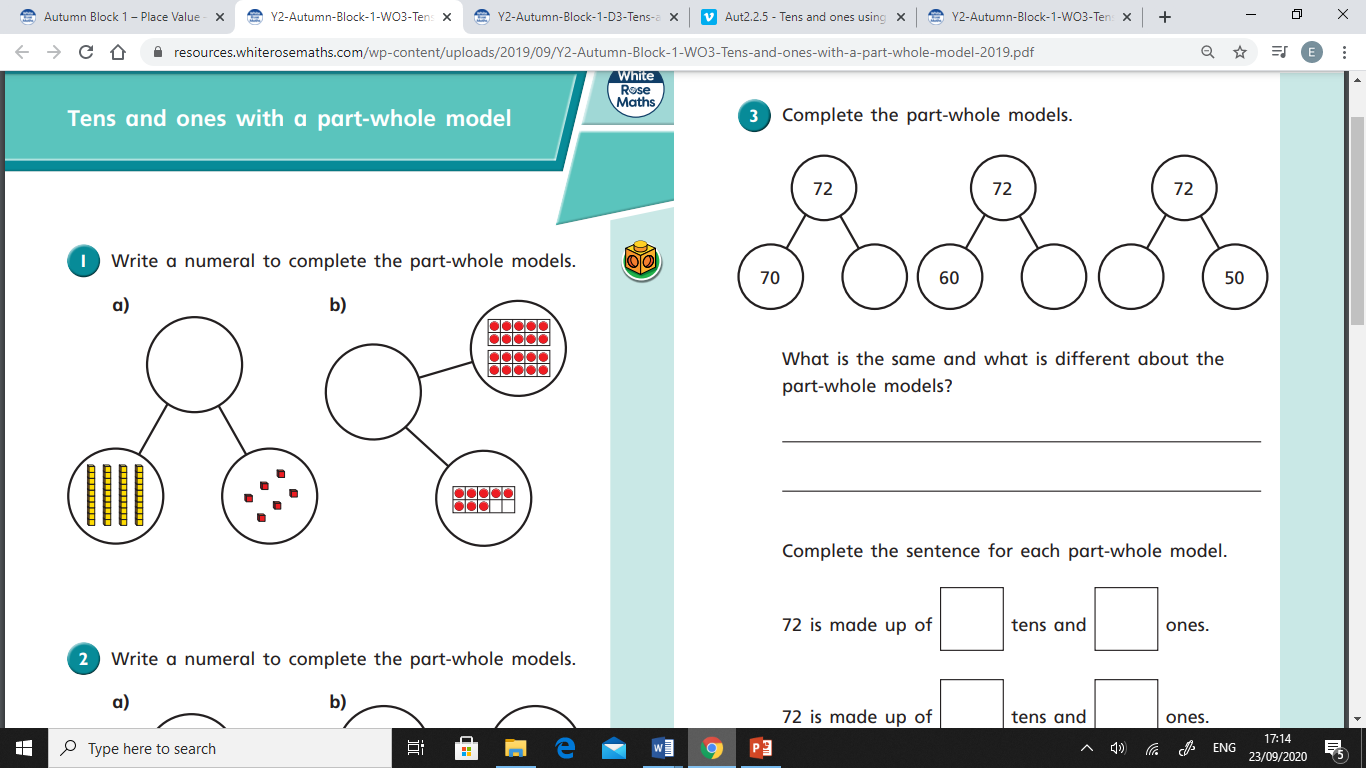 Autumn Block 1 – Place Value
Y2-Autumn-Block-1-WO3-Tens
Y2-Autumn-Block-1-D3-Tens-a
Aut2.2.5 - Tens and ones using
Y2-Autumn-Block-1-WO3-Tens
resources.whiterosemaths.com/wp-content/uploads/2019/09/Y2-Autumn-Block-1-WO3-Tens-and-ones-with-a-part-whole-model-2019.pdf
E
Tens and ones with a part-whole model
White
Rose
Maths
1 Write a numeral to complete the part-whole models.
a) b)
2 Write a numeral to complete the part-whole models.
a) b)
3 Complete the part-whole models.
72 72 72
70 60 50
What is the same and what is different about the
part-whole models?
Complete the sentence for each part-whole model.
72 is made up of tens and ones.
72 is made up of tens and ones.
Type here to search
ENG
17:14
23/09/2020
5